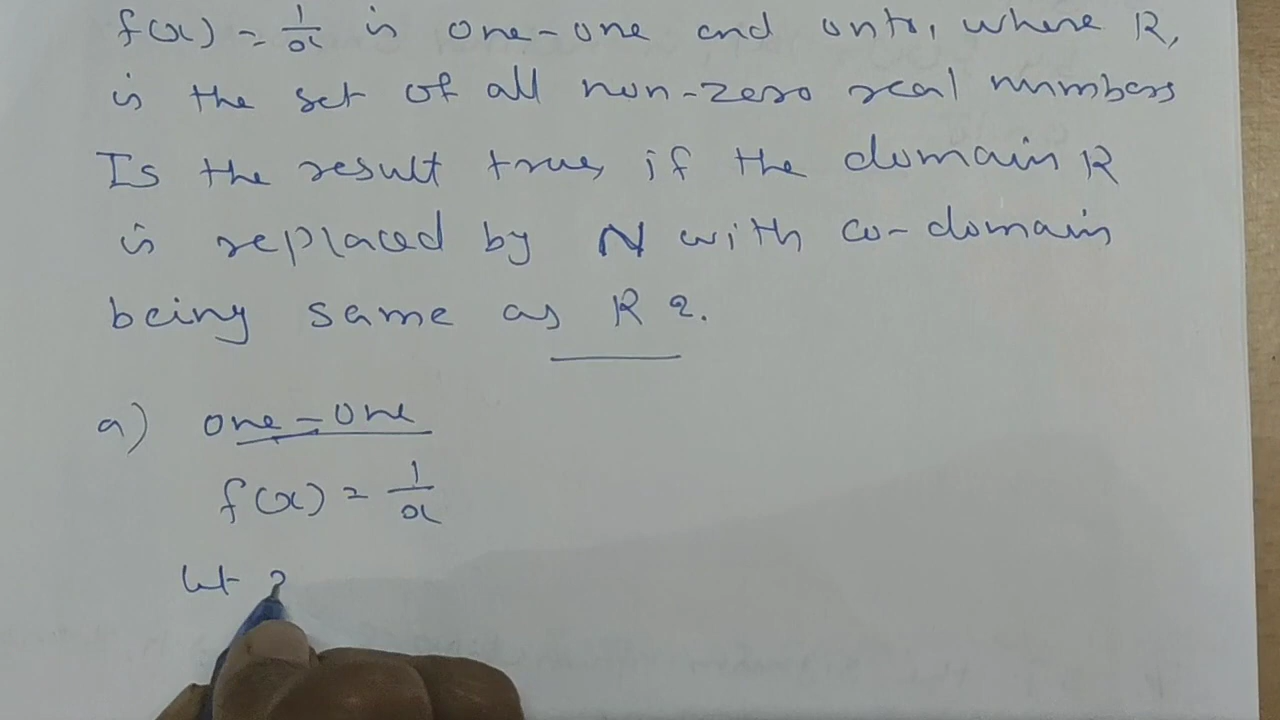 f(x) = 1/x is one-one and onto, where R,
is the set of all non-zero real numbers
Is the result true, if the domain R
is replaced by N with co-domain
being same as R ?.
a) one-one
f(x) = 1/x
let